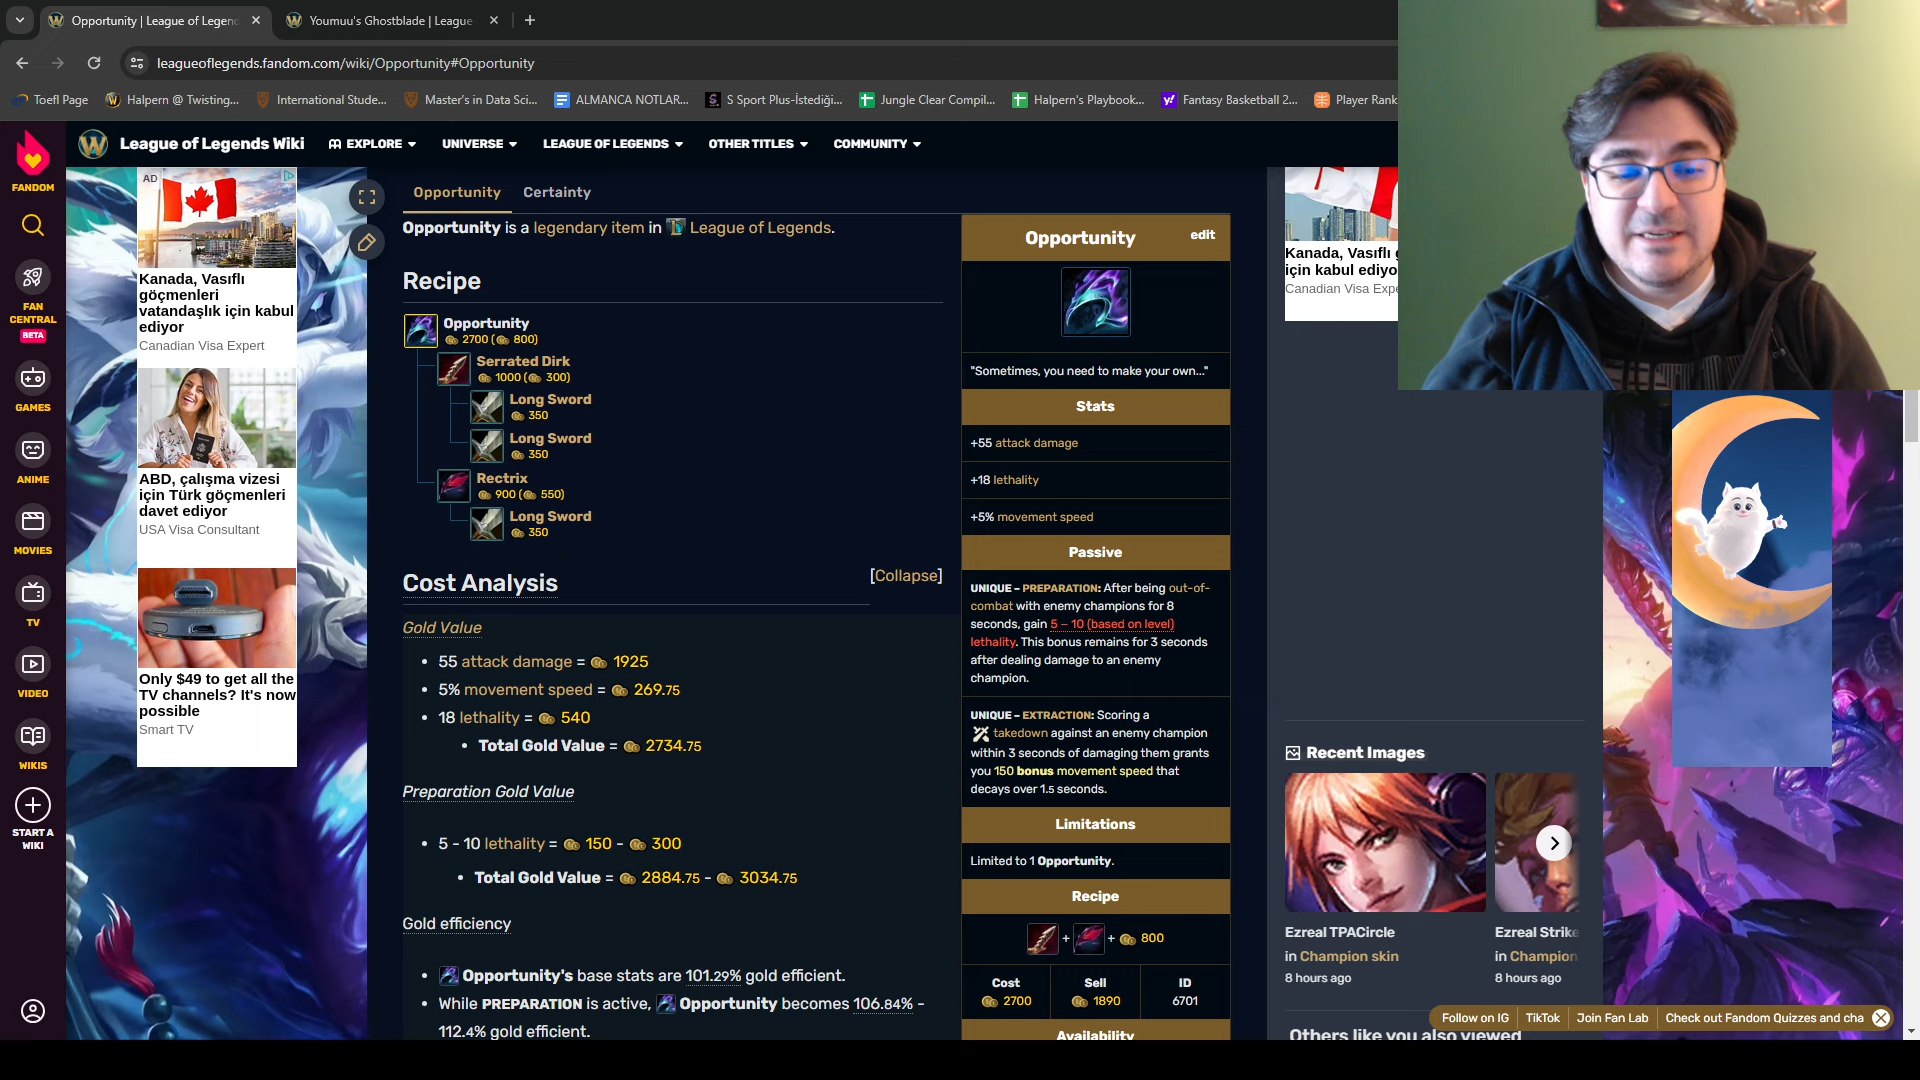 Opportunity | League of Legend
Youmuu's Ghostblade | League
leagueoflegends.fandom.com/wiki/Opportunity#Opportunity
Toefl Page
Halpern @ Twisting...
International Stude...
Master's in Data Sci...
ALMANCA NOTLAR...
S Sport Plus-İstediği...
Jungle Clear Compil...
Halpern's Playbook...
Fantasy Basketball 2...
Player Rank
League of Legends Wiki
EXPLORE
UNIVERSE
LEAGUE OF LEGENDS
OTHER TITLES
COMMUNITY
FANDOM
FAN CENTRAL
BETA
GAMES
ANIME
MOVIES
TV
VIDEO
WIKIS
START A WIKI
AD
Kanada, Vasıflı
göçmenleri
vatandaşlık için kabul
ediyor
Canadian Visa Expert
ABD, çalışma vizesi
için Türk göçmenleri
davet ediyor
USA Visa Consultant
Only $49 to get all the
TV channels? It's now
possible
Smart TV
Opportunity
Certainty
Opportunity is a legendary item in League of Legends.
Recipe
Opportunity
2700 ( 800)
Serrated Dirk
1000 ( 300)
Long Sword
350
Long Sword
350
Rectrix
900 ( 550)
Long Sword
350
Cost Analysis
[Collapse]
Gold Value
55 attack damage = 1925
5% movement speed = 269.75
18 lethality = 540
Total Gold Value = 2734.75
Preparation Gold Value
5 - 10 lethality = 150 - 300
Total Gold Value = 2884.75 - 3034.75
Gold efficiency
Opportunity's base stats are 101.29% gold efficient.
While PREPARATION is active, Opportunity becomes 106.84% -
112.4% gold efficient.
Opportunity
edit
"Sometimes, you need to make your own..."
Stats
+55 attack damage
+18 lethality
+5% movement speed
Passive
UNIQUE – PREPARATION: After being out-of-
combat with enemy champions for 8
seconds, gain 5 – 10 (based on level)
lethality. This bonus remains for 3 seconds
after dealing damage to an enemy
champion.
UNIQUE – EXTRACTION: Scoring a
takedown against an enemy champion
within 3 seconds of damaging them grants
you 150 bonus movement speed that
decays over 1.5 seconds.
Limitations
Limited to 1 Opportunity.
Recipe
+ + 800
Cost
2700
Sell
1890
ID
6701
Availability
Kanada, Vasıflı
için kabul ediyo
Canadian Visa Expe
Recent Images
Ezreal TPACircle
in Champion skin
8 hours ago
Ezreal Strike
in Champion
8 hours ago
Others like you also viewed
Follow on IG
TikTok
Join Fan Lab
Check out Fandom Quizzes and cha